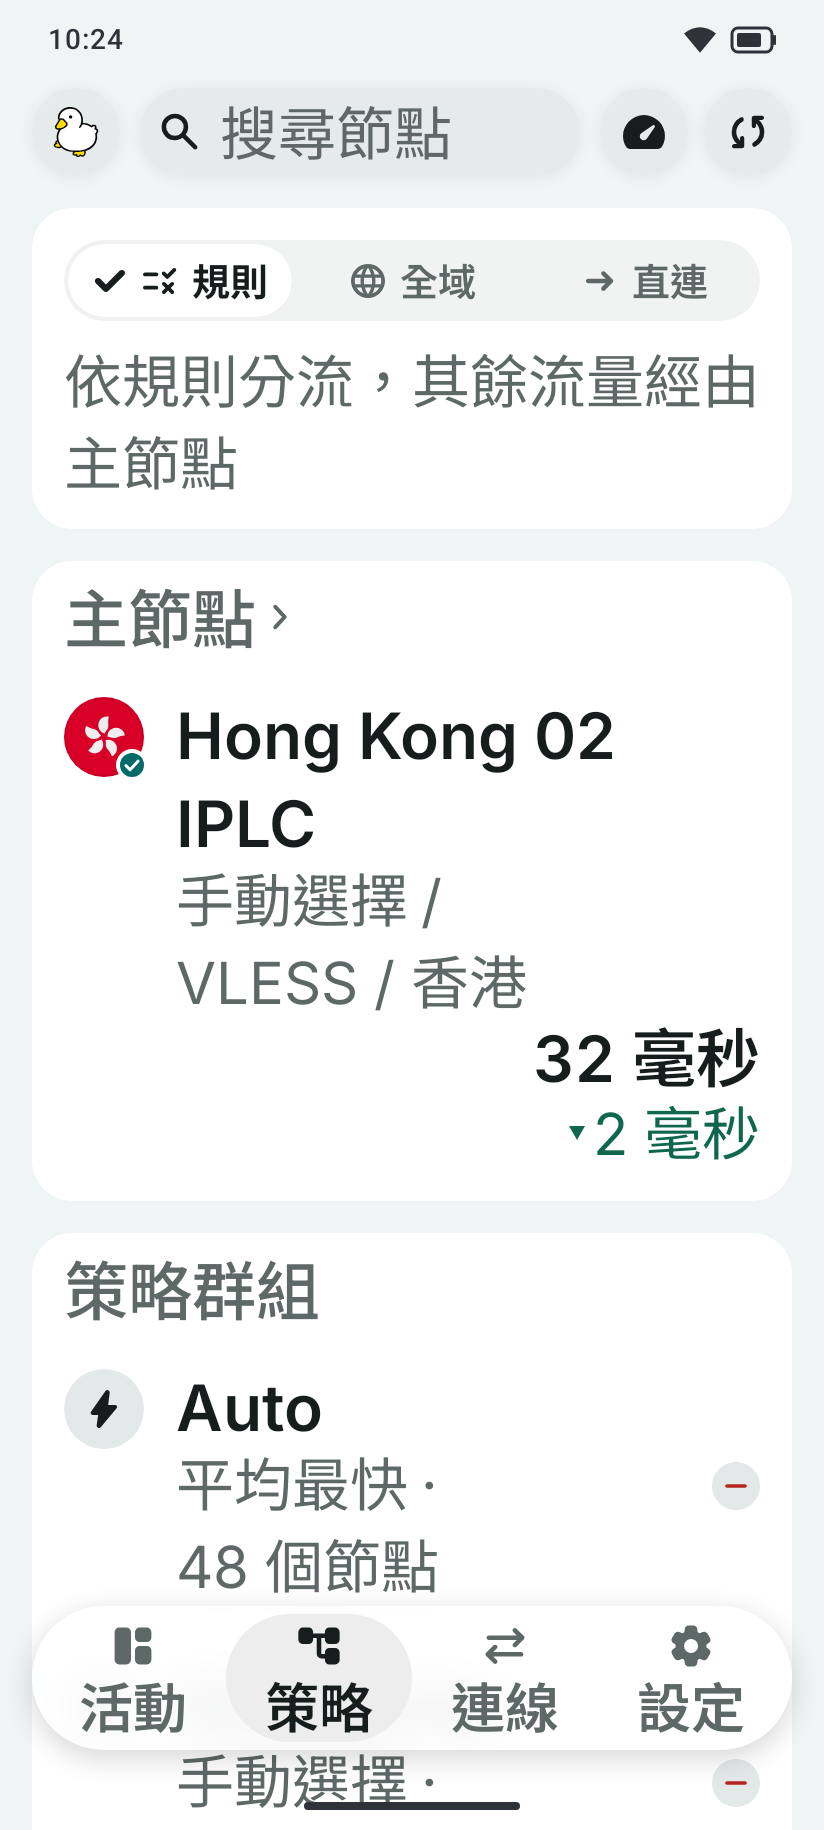 10:24
搜尋節點
規則
全域
直連
依規則分流，其餘流量經由
主節點
主節點
Hong Kong 02
IPLC
手動選擇 /
VLESS / 香港
32 毫秒
▼2 毫秒
策略群組
Auto
平均最快 ·
48 個節點
活動
策略
連線
設定
手動選擇 ·